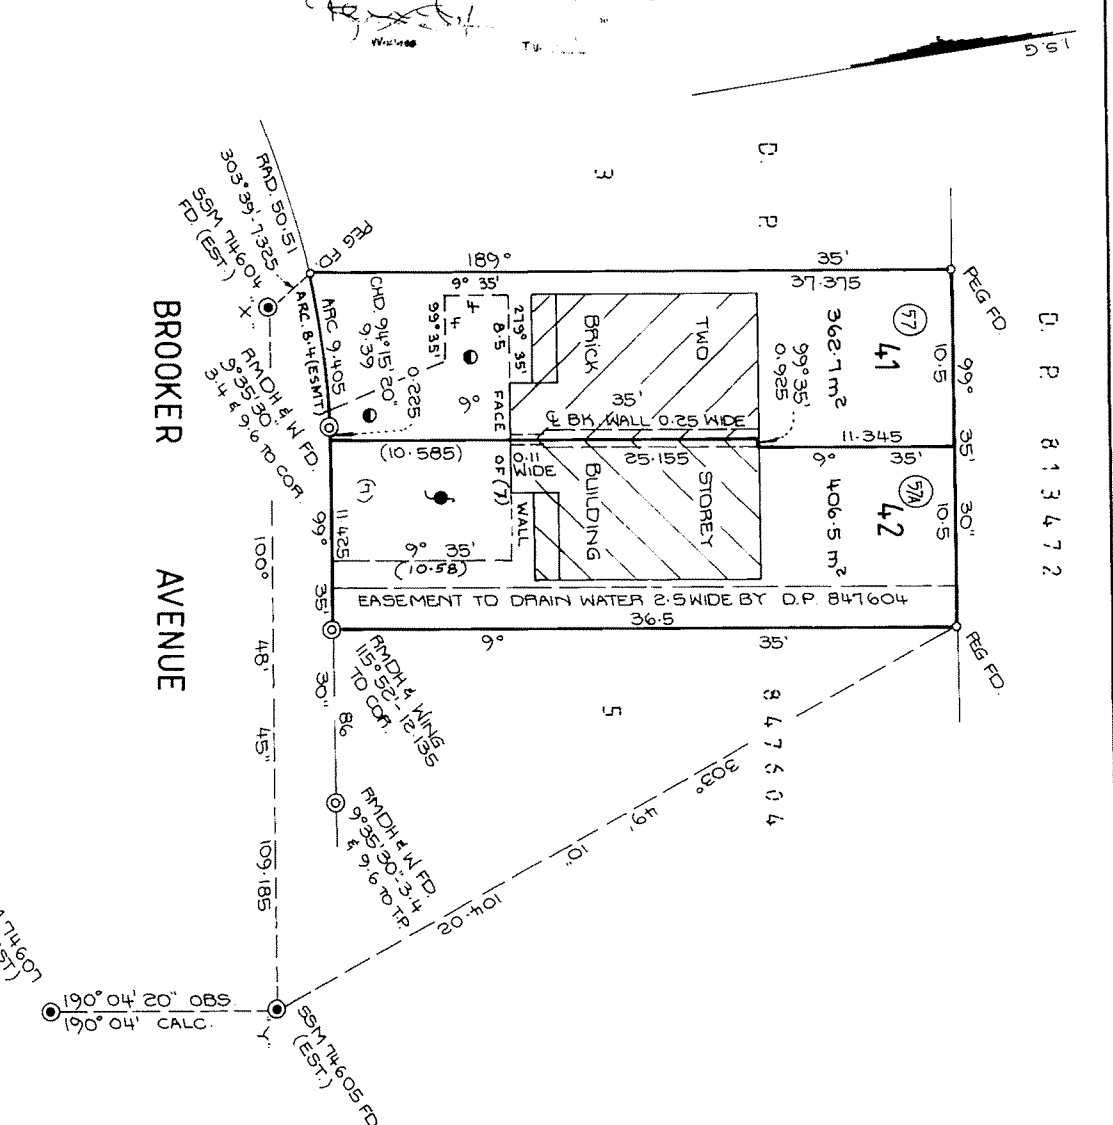 I.S.G
D. P.
3
D. P. 813472
RAD. 50.51
303°39'-7.325
SSM 74604
FD. (EST.)
PEG FD.
189° 35'
37.375
PEG FD.
"X"
ARC. 8.4 (ESMT)
ARC 9.405
CHD. 94°15'20"
9.39
9° 35'
99°35'
8.5
279° 35'
0.225
BRICK
TWO
57
41
362.7 m²
10.5
99° 35' 30"
99°35'
0.925
35'
℄ BK. WALL 0.25 WIDE
11.345
9° 35'
(10.585)
0.11
WIDE
25.155
FACE OF (7) WALL
BUILDING
STOREY
57A
42
406.5 m²
10.5
(7)
11.425
99° 35' 30"
9° 35'
(10.58)
EASEMENT TO DRAIN WATER 2.5 WIDE BY D.P. 847604
36.5
9° 35'
PEG FD.
RMDH & W FD.
9°35'30"
3.4 & 9.6 TO COR.
BROOKER AVENUE
RMDH & WING
115°52'-12.135
TO COR.
86
5
847604
RMDH & W FD.
9°35'30"-3.4
& 9.6 TO T.P.
100° 48' 45" 109.185
303° 49' 10" 104.02
74607
190° 04' 20" OBS.
190° 04' CALC.
"Y"
SSM 74605 FD
(EST.)